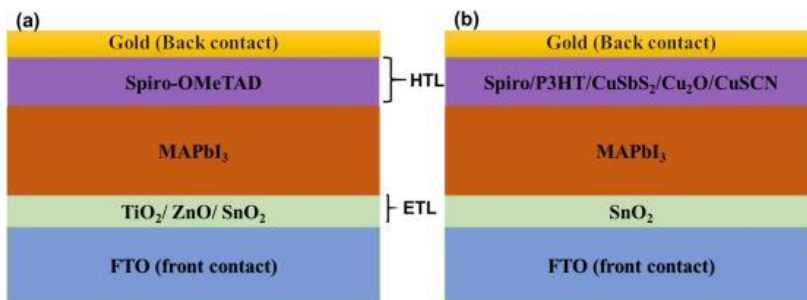 (a)
Gold (Back contact)
Spiro-OMeTAD
HTL
MAPbI₃
TiO₂/ ZnO/ SnO₂
ETL
FTO (front contact)
(b)
Gold (Back contact)
Spiro/P3HT/CuSbS₂/Cu₂O/CuSCN
MAPbI₃
SnO₂
FTO (front contact)